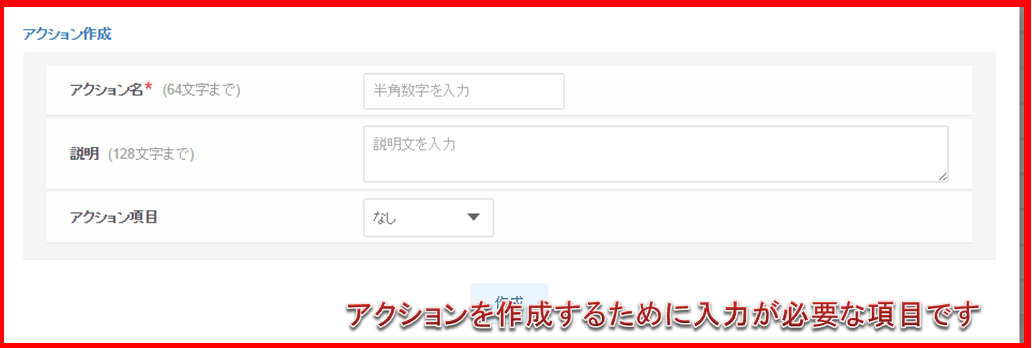 アクション作成
アクション名* (64文字まで) 半角数字を入力
説明 (128文字まで) 説明文を入力
アクション項目 なし
作成
アクションを作成するために入力が必要な項目です